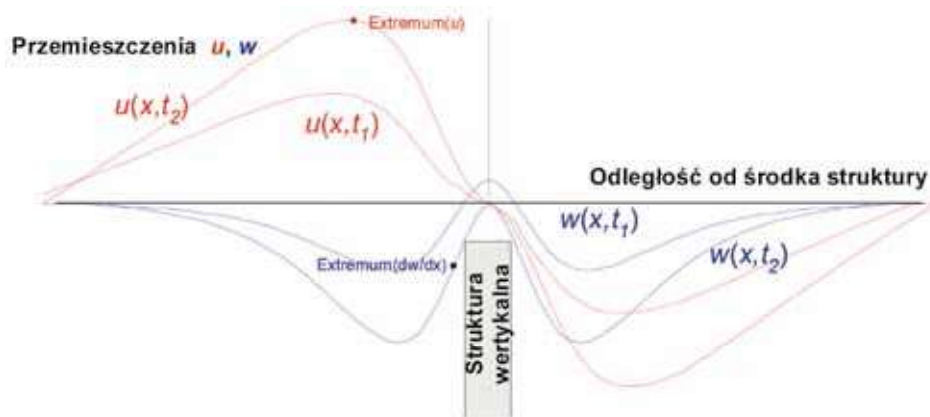 Extremum(u)
Przemieszczenia u, w
u(x,t₂)
u(x,t₁)
Odległość od środka struktury
w(x,t₁)
Extremum(dw/dx)
w(x,t₂)
Struktura
wertykalna